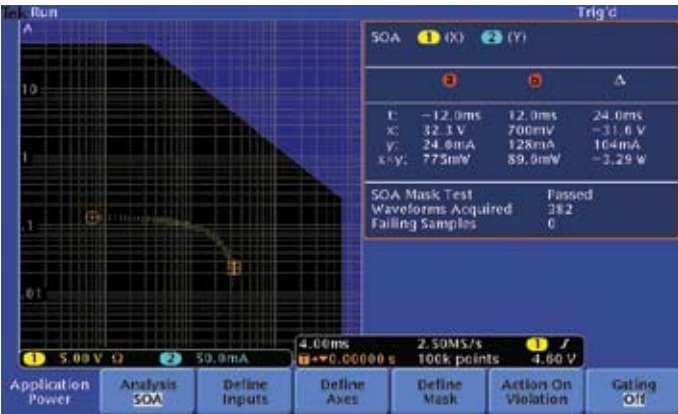 Tek Run
Trig'd
A
10
1
.1
.01
SOA 1 (X) 2 (Y)
a b Δ
t: −12.0ms 12.0ms 24.0ms
x: 32.3 V 700mV −31.6 V
y: 24.0mA 128mA 104mA
x×y: 775mW 89.6mW −3.29 W
SOA Mask Test Passed
Waveforms Acquired 382
Failing Samples 0
1 5.00 V Ω 2 50.0mA
4.00ms 2.50MS/s 1
0.00000 s 100k points 4.60 V
Application Power
Analysis SOA
Define Inputs
Define Axes
Define Mask
Action On Violation
Gating Off